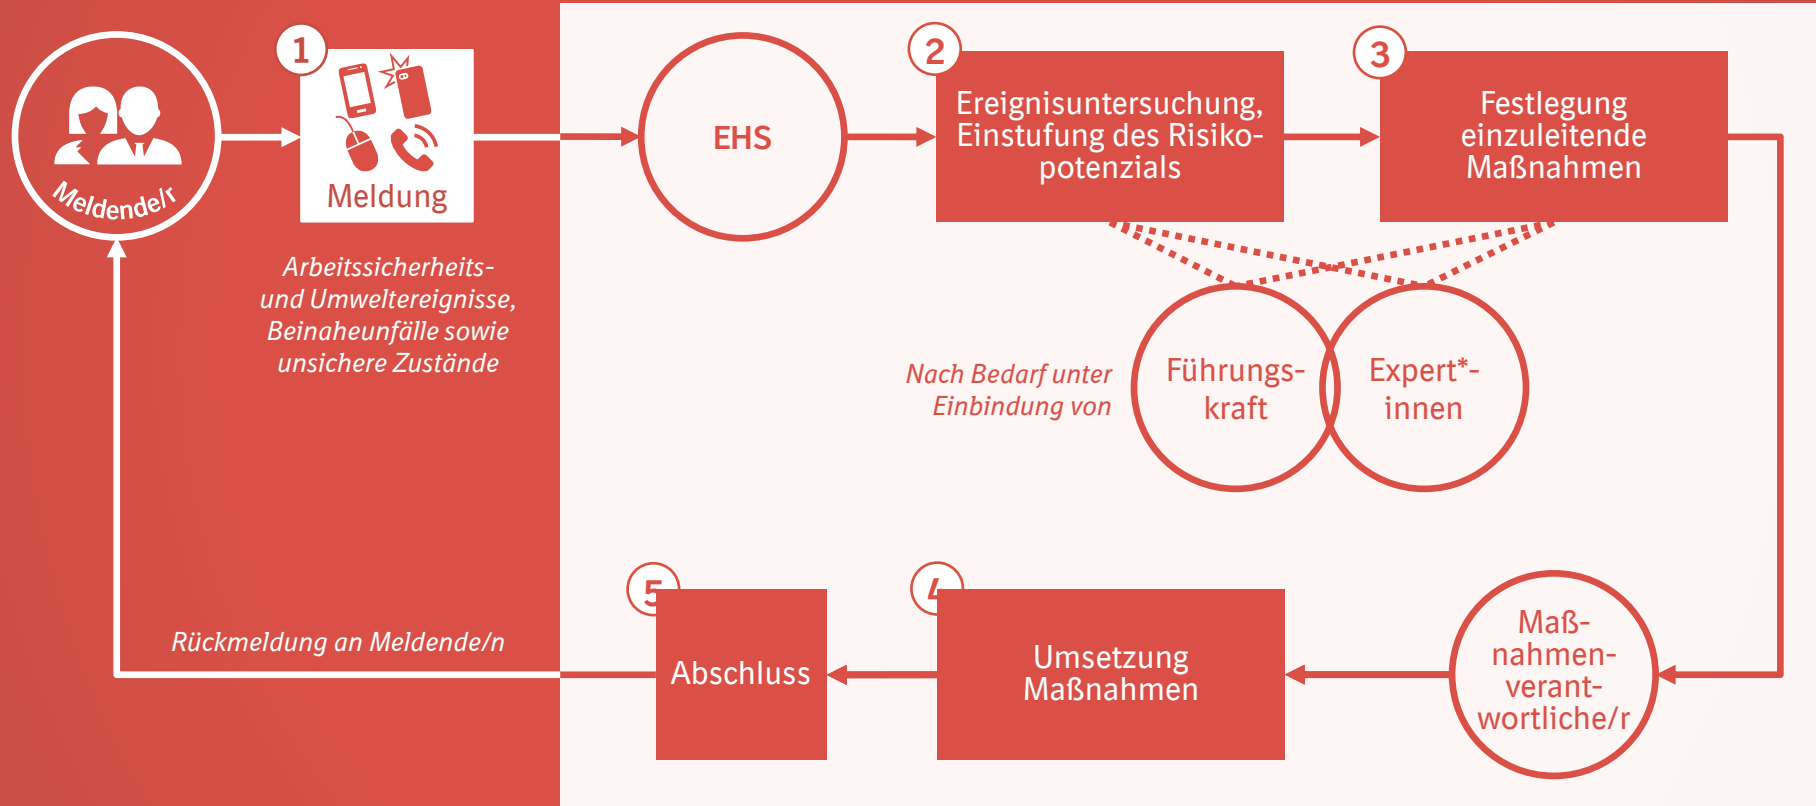 Meldende/r
1
Meldung
Arbeitssicherheits-
und Umweltereignisse,
Beinaheunfälle sowie
unsichere Zustände
EHS
2
Ereignisuntersuchung,
Einstufung des Risiko-
potenzials
3
Festlegung
einzuleitende
Maßnahmen
Nach Bedarf unter
Einbindung von
Führungs-
kraft
Expert*-
innen
Maß-
nahmen-
verant-
wortliche/r
4
Umsetzung
Maßnahmen
5
Abschluss
Rückmeldung an Meldende/n